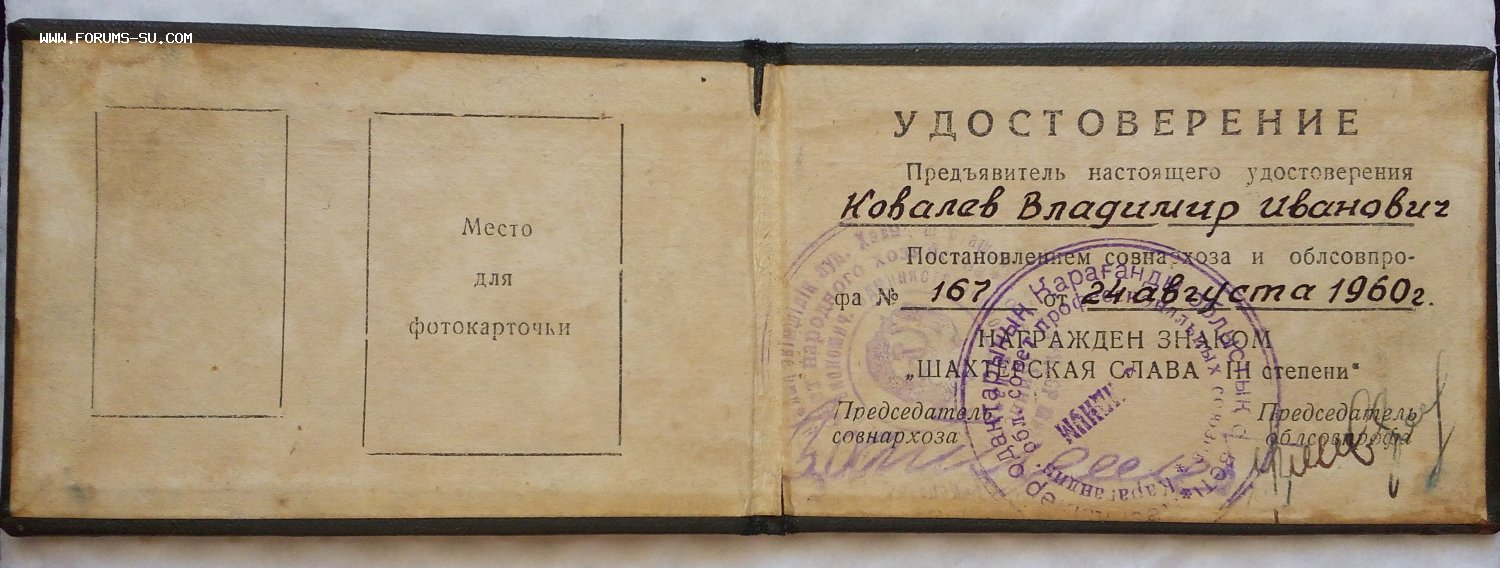 WWW.FORUMS-SU.COM
Место
для
фотокарточки
УДОСТОВЕРЕНИЕ
Предъявитель настоящего удостоверения
Ковалев Владимир Иванович
Постановлением совнархоза и облсовпро-
фа № 167 от 24 августа 1960г.
НАГРАЖДЕН ЗНАКОМ
„ШАХТЕРСКАЯ СЛАВА - III степени"
Председатель
совнархоза
Председатель
облсовпрофа